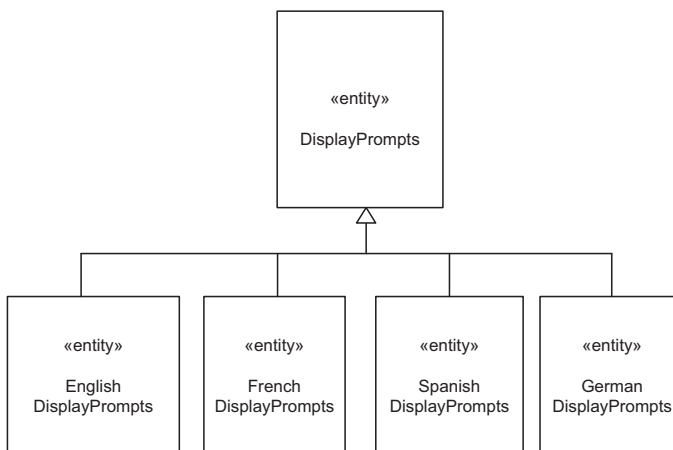 «entity»
DisplayPrompts
«entity»
English
DisplayPrompts
«entity»
French
DisplayPrompts
«entity»
Spanish
DisplayPrompts
«entity»
German
DisplayPrompts